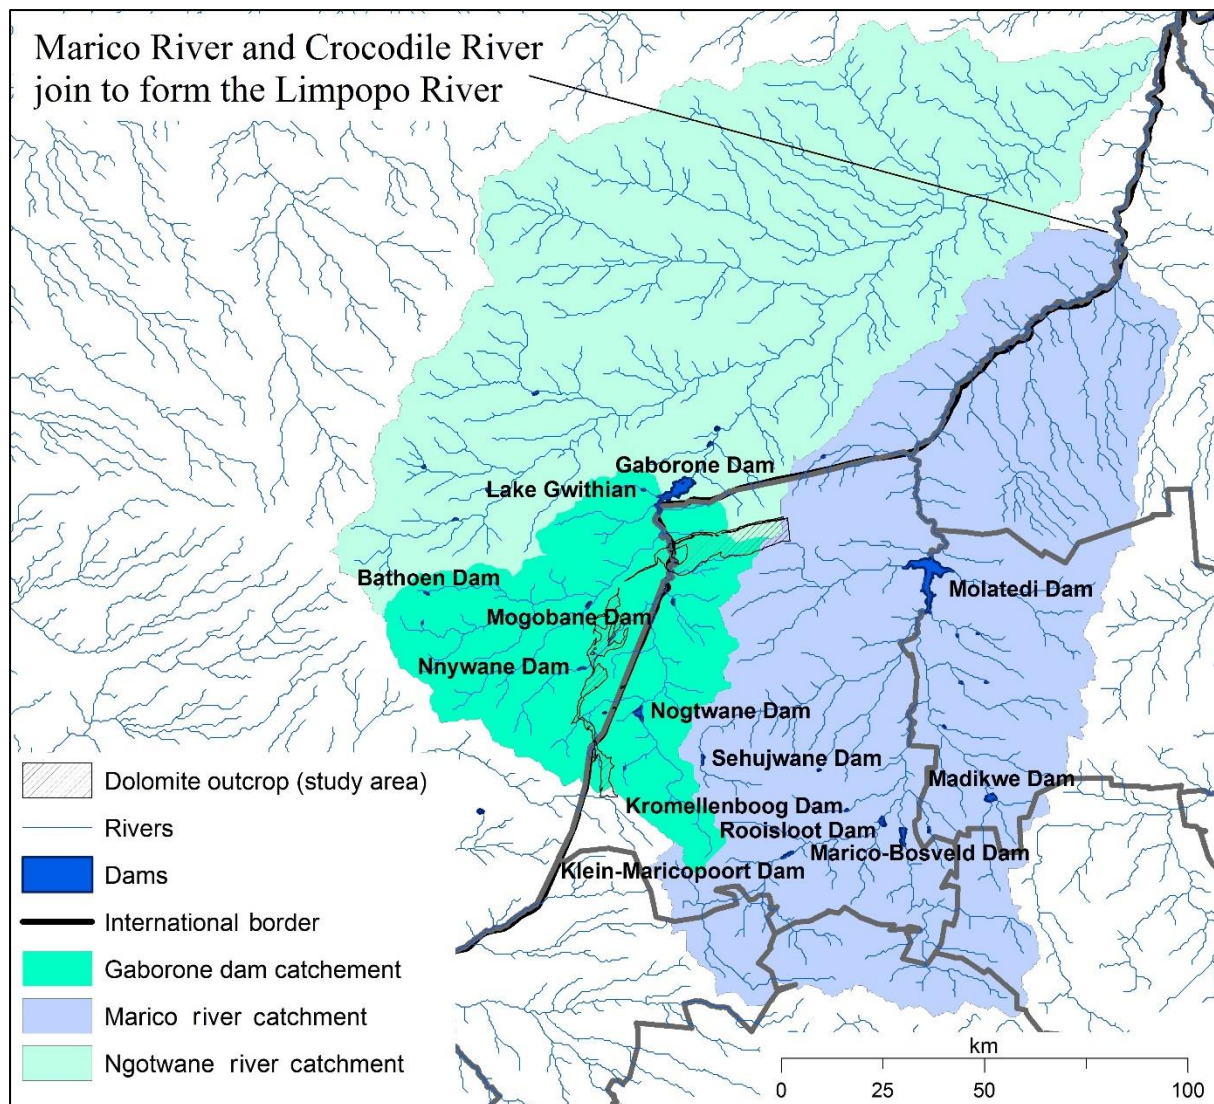 Marico River and Crocodile River
join to form the Limpopo River
Gaborone Dam
Lake Gwithian
Bathoen Dam
Mogobane Dam
Molatedi Dam
Nnywane Dam
Nogtwane Dam
Sehujwane Dam
Madikwe Dam
Kromellenboog Dam
Rooisloot Dam
Marico-Bosveld Dam
Klein-Maricopoort Dam
Dolomite outcrop (study area)
Rivers
Dams
International border
Gaborone dam catchement
Marico river catchment
Ngotwane river catchment
km
0 25 50 100